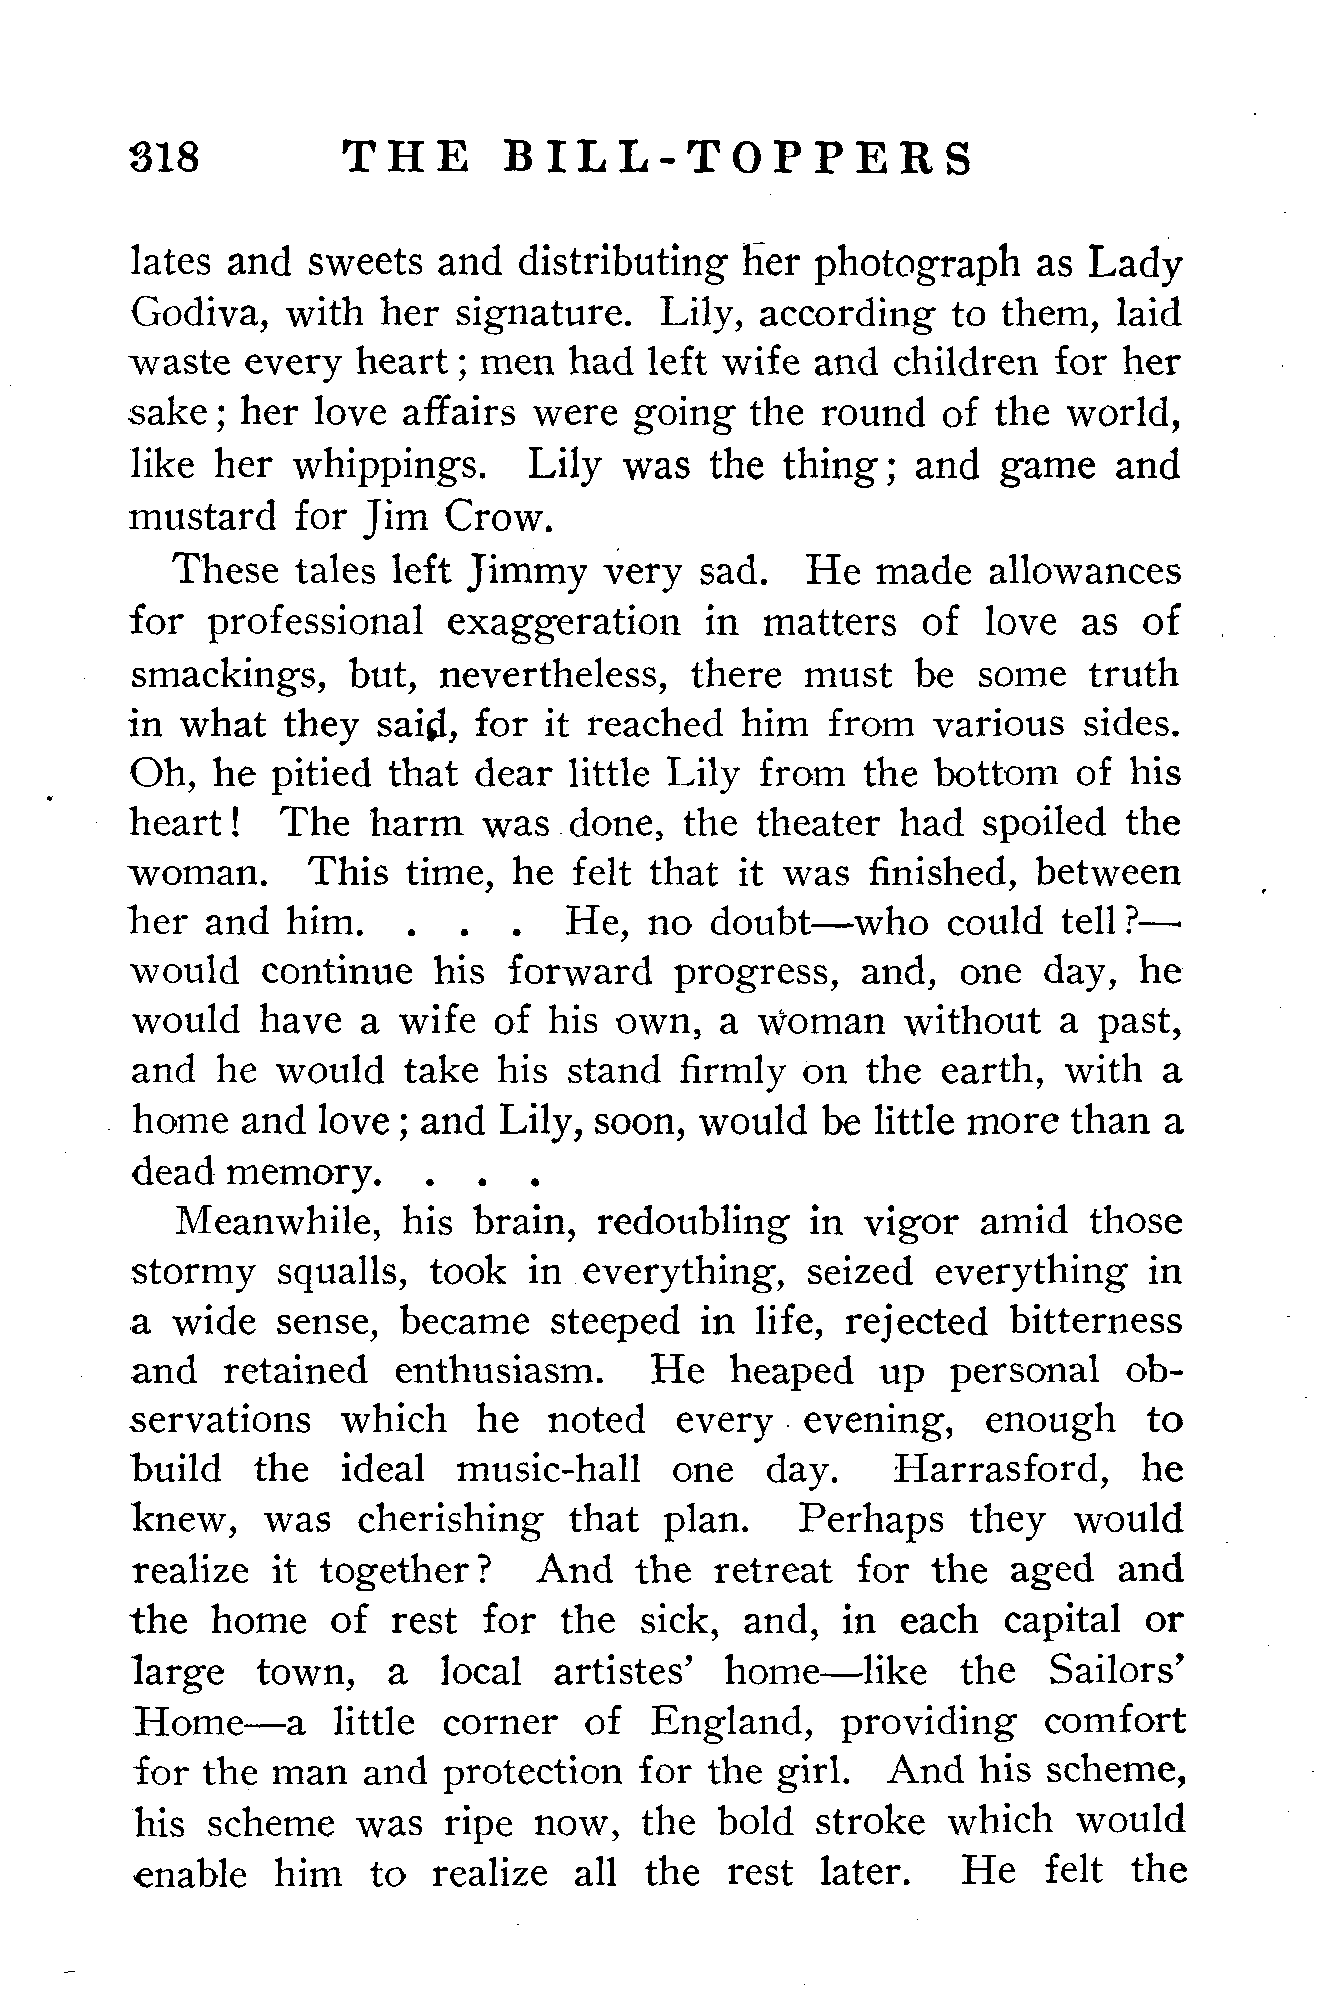 318 THE BILL-TOPPERS
lates and sweets and distributing her photograph as Lady
Godiva, with her signature. Lily, according to them, laid
waste every heart; men had left wife and children for her
sake; her love affairs were going the round of the world,
like her whippings. Lily was the thing; and game and
mustard for Jim Crow.
These tales left Jimmy very sad. He made allowances
for professional exaggeration in matters of love as of
smackings, but, nevertheless, there must be some truth
in what they said, for it reached him from various sides.
Oh, he pitied that dear little Lily from the bottom of his
heart! The harm was done, the theater had spoiled the
woman. This time, he felt that it was finished, between
her and him. . . . He, no doubt—who could tell?—
would continue his forward progress, and, one day, he
would have a wife of his own, a woman without a past,
and he would take his stand firmly on the earth, with a
home and love; and Lily, soon, would be little more than a
dead memory. . . .
Meanwhile, his brain, redoubling in vigor amid those
stormy squalls, took in everything, seized everything in
a wide sense, became steeped in life, rejected bitterness
and retained enthusiasm. He heaped up personal ob-
servations which he noted every evening, enough to
build the ideal music-hall one day. Harrasford, he
knew, was cherishing that plan. Perhaps they would
realize it together? And the retreat for the aged and
the home of rest for the sick, and, in each capital or
large town, a local artistes' home—like the Sailors'
Home—a little corner of England, providing comfort
for the man and protection for the girl. And his scheme,
his scheme was ripe now, the bold stroke which would
enable him to realize all the rest later. He felt the